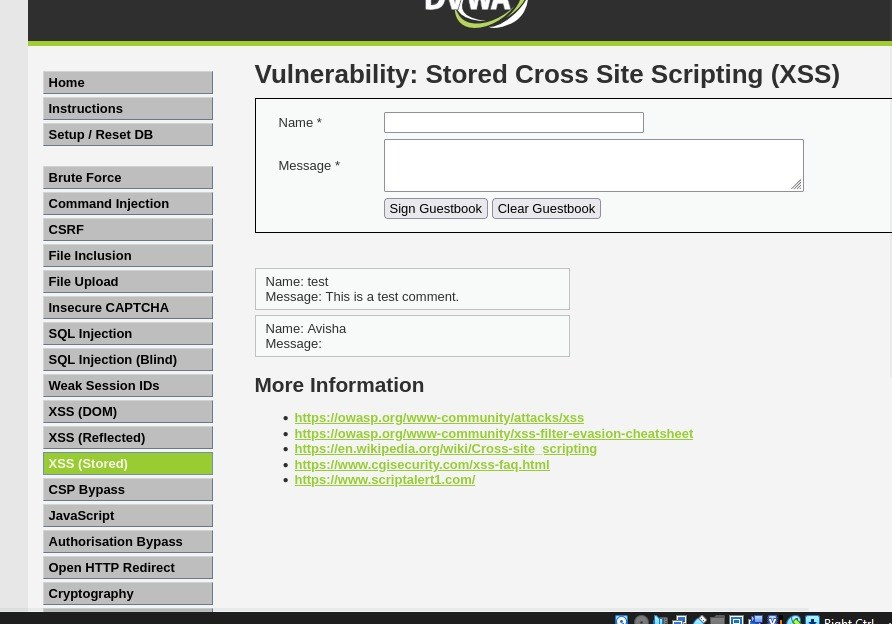 DVWA
Home
Instructions
Setup / Reset DB
Brute Force
Command Injection
CSRF
File Inclusion
File Upload
Insecure CAPTCHA
SQL Injection
SQL Injection (Blind)
Weak Session IDs
XSS (DOM)
XSS (Reflected)
XSS (Stored)
CSP Bypass
JavaScript
Authorisation Bypass
Open HTTP Redirect
Cryptography
Vulnerability: Stored Cross Site Scripting (XSS)
Name *
Message *
Sign Guestbook Clear Guestbook
Name: test
Message: This is a test comment.
Name: Avisha
Message:
More Information
https://owasp.org/www-community/attacks/xss
https://owasp.org/www-community/xss-filter-evasion-cheatsheet
https://en.wikipedia.org/wiki/Cross-site_scripting
https://www.cgisecurity.com/xss-faq.html
https://www.scriptalert1.com/
Right Ctrl